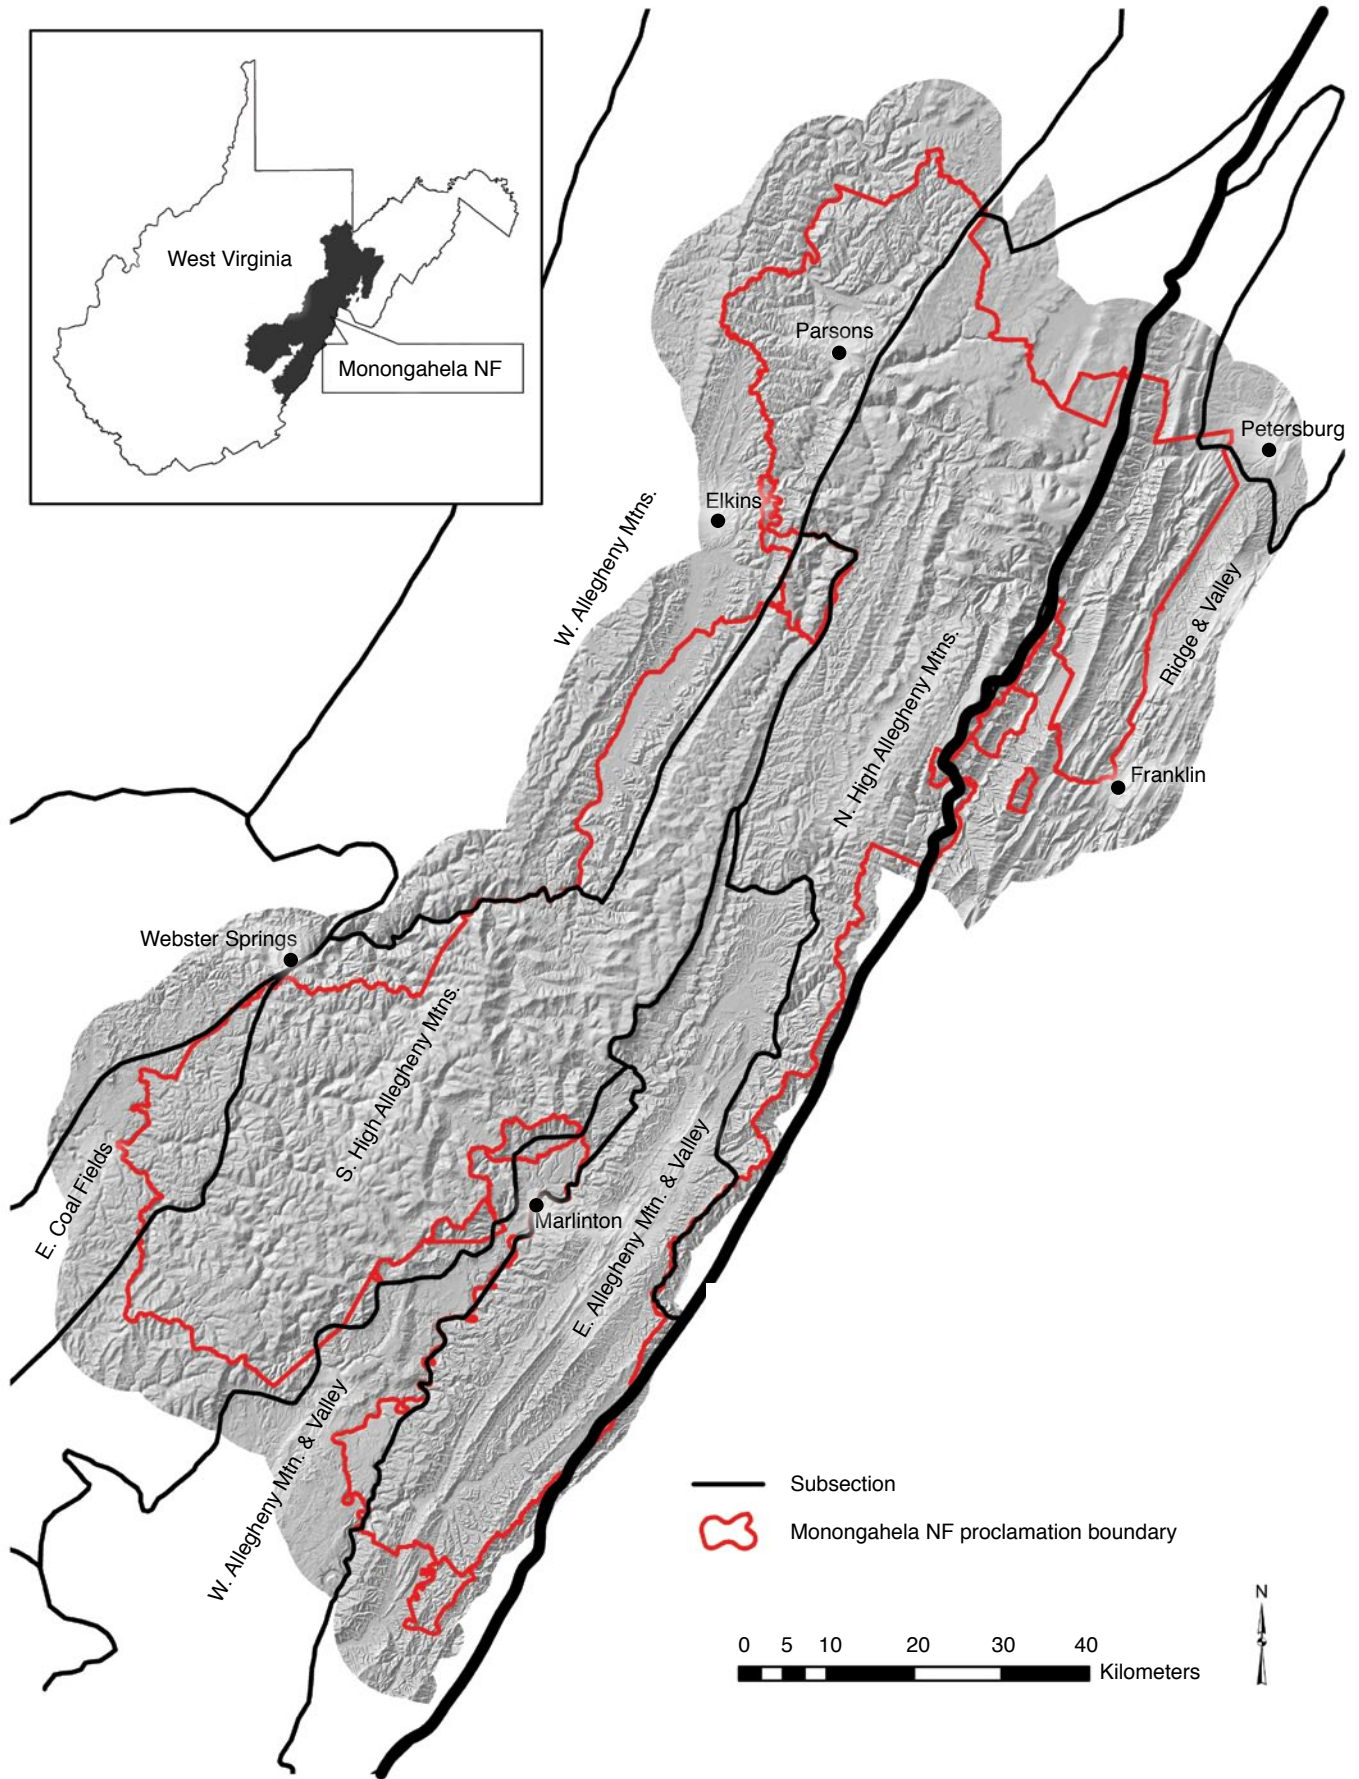 West Virginia
Monongahela NF
Parsons
Petersburg
Elkins
W. Allegheny Mtns.
Ridge & Valley
N. High Allegheny Mtns.
Franklin
Webster Springs
S. High Allegheny Mtns.
E. Coal Fields
Marlinton
E. Allegheny Mtn. & Valley
W. Allegheny Mtn. & Valley
Subsection
Monongahela NF proclamation boundary
N
0 5 10 20 30 40
Kilometers